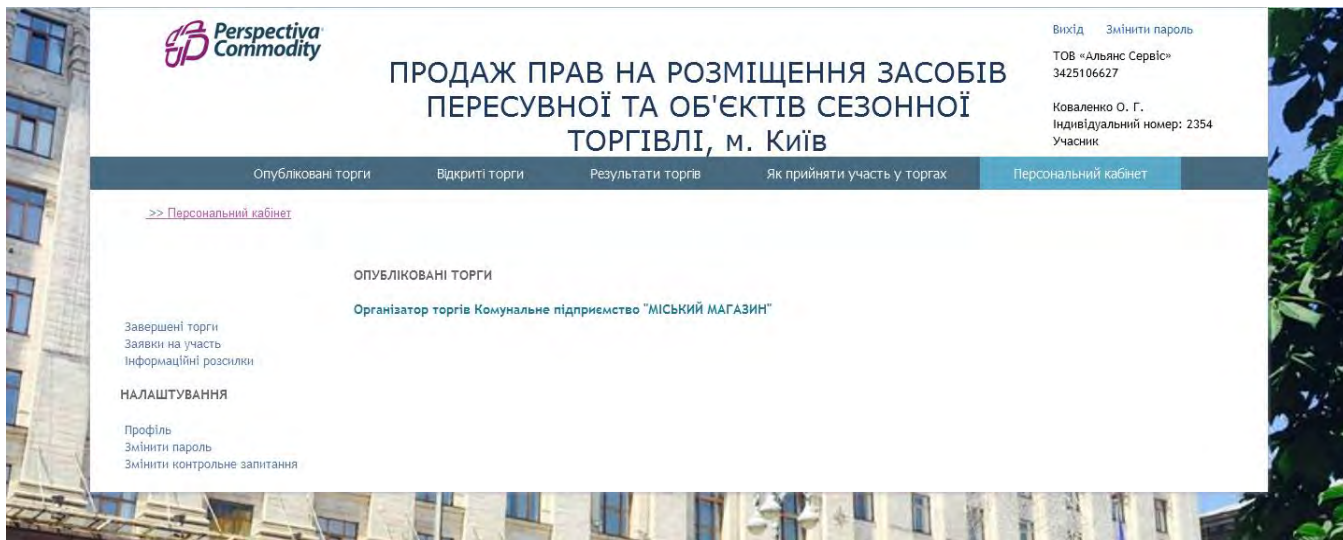 Perspectiva
Commodity
ПРОДАЖ ПРАВ НА РОЗМІЩЕННЯ ЗАСОБІВ
ПЕРЕСУВНОЇ ТА ОБ'ЄКТІВ СЕЗОННОЇ
ТОРГІВЛІ, м. Київ
Вихід Змінити пароль
ТОВ «Альянс Сервіс»
3425106627
Коваленко О. Г.
Індивідуальний номер: 2354
Учасник
Опубліковані торги Відкриті торги Результати торгів Як прийняти участь у торгах Персональний кабінет
>> Персональний кабінет
ОПУБЛІКОВАНІ ТОРГИ
Організатор торгів Комунальне підприємство "МІСЬКИЙ МАГАЗИН"
Завершені торги
Заявки на участь
Інформаційні розсилки
НАЛАШТУВАННЯ
Профіль
Змінити пароль
Змінити контрольне запитання